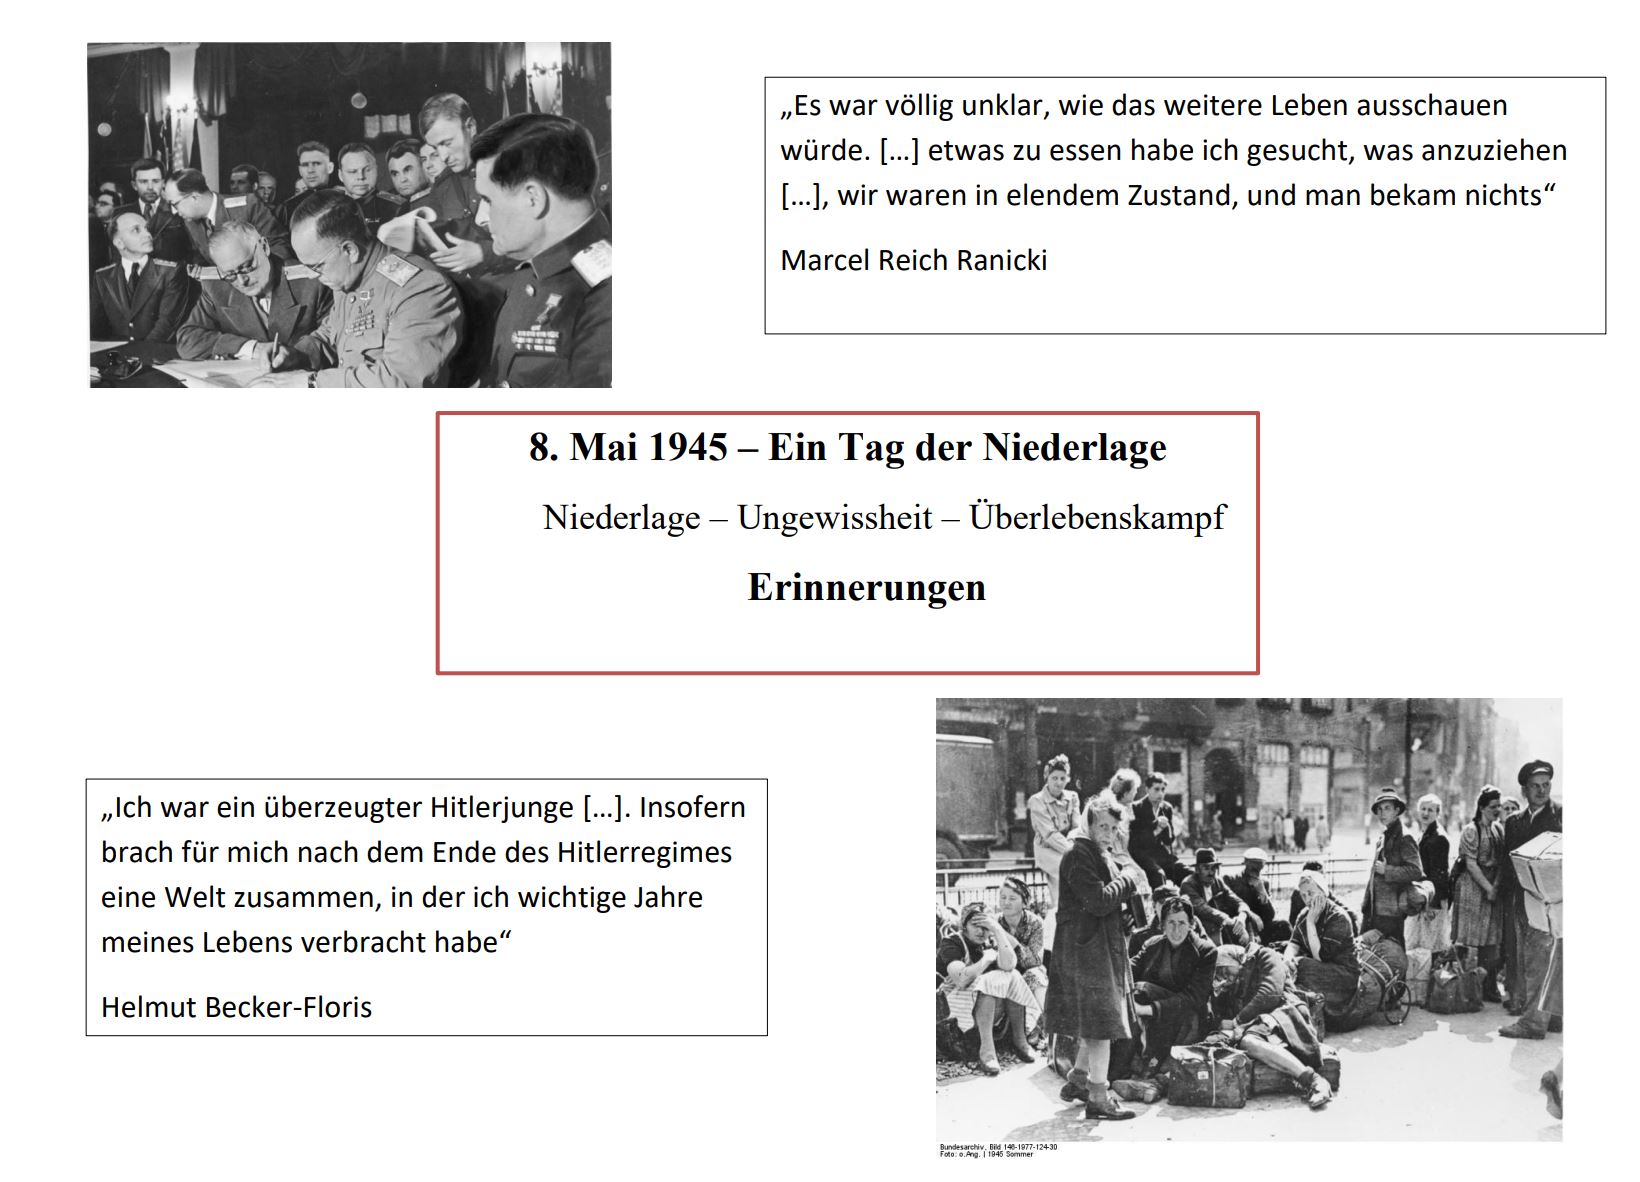 „Es war völlig unklar, wie das weitere Leben ausschauen
würde. […] etwas zu essen habe ich gesucht, was anzuziehen
[…], wir waren in elendem Zustand, und man bekam nichts“
Marcel Reich Ranicki
8. Mai 1945 – Ein Tag der Niederlage
Niederlage – Ungewissheit – Überlebenskampf
Erinnerungen
„Ich war ein überzeugter Hitlerjunge […]. Insofern
brach für mich nach dem Ende des Hitlerregimes
eine Welt zusammen, in der ich wichtige Jahre
meines Lebens verbracht habe“
Helmut Becker-Floris
Bundesarchiv, Bild 146-1977-124-30
Foto: o.Ang. | 1945 Sommer